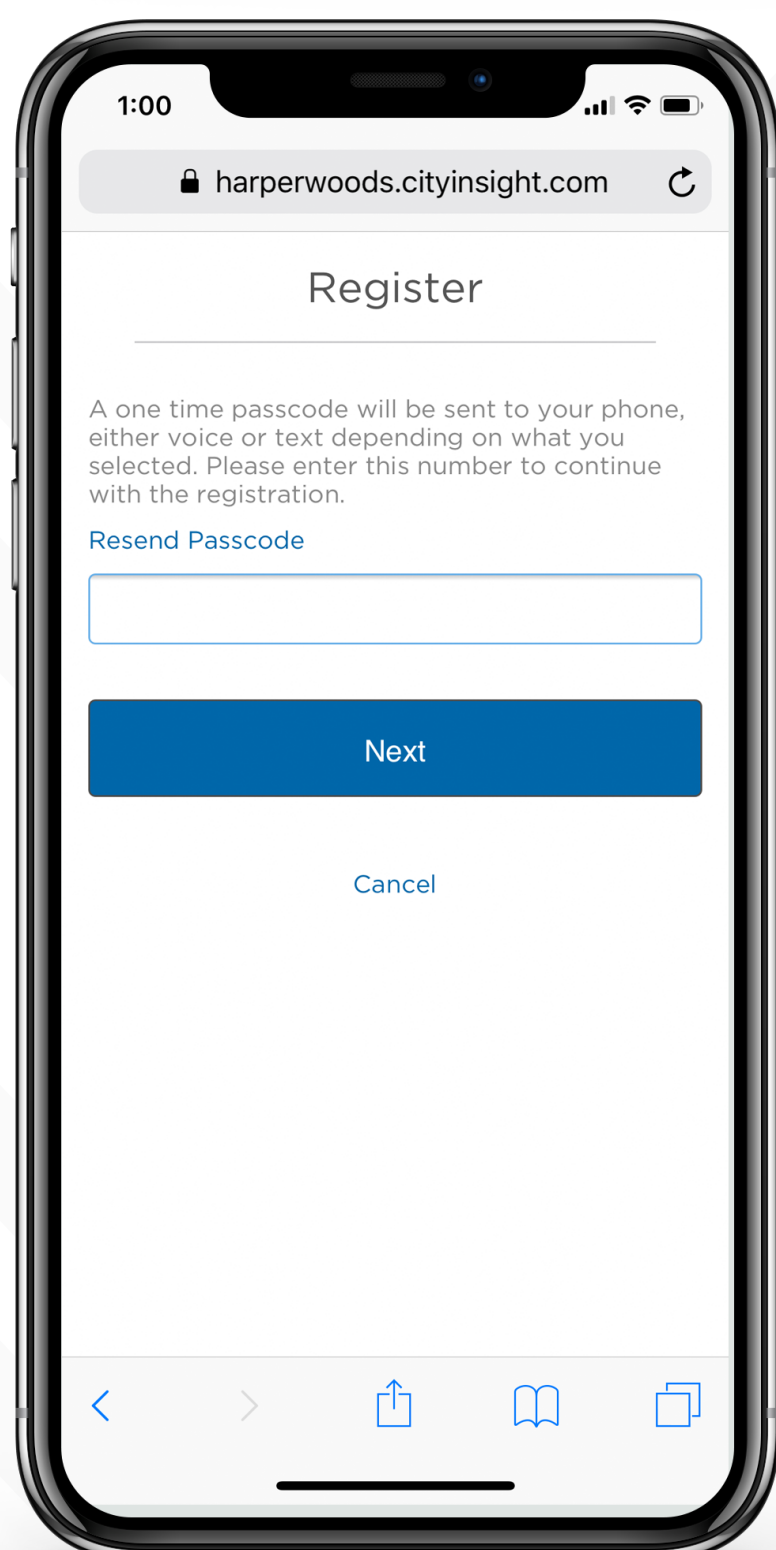 1:00
harperwoods.cityinsight.com
Register
A one time passcode will be sent to your phone,
either voice or text depending on what you
selected. Please enter this number to continue
with the registration.
Resend Passcode
Next
Cancel